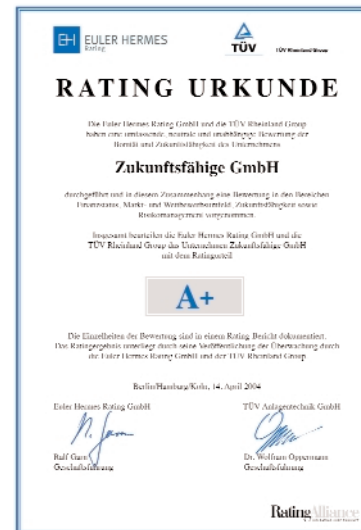 EH EULER HERMES
Rating
TÜV
TÜV Rheinland Group
RATING URKUNDE
Die Euler Hermes Rating GmbH und die TÜV Rheinland Group
haben eine umfassende, neutrale und unabhängige Bewertung der
Bonität und Zukunftsfähigkeit des Unternehmens
Zukunftsfähige GmbH
durchgeführt und in diesem Zusammenhang eine Bewertung in den Bereichen
Finanzstatus, Markt- und Wettbewerbsumfeld, Zukunftsfähigkeit sowie
Risikomanagement vorgenommen.
Insgesamt beurteilen die Euler Hermes Rating GmbH und die
TÜV Rheinland Group das Unternehmen Zukunftsfähige GmbH
mit dem Ratingurteil
A+
Die Einzelheiten der Bewertung sind in einem Rating-Bericht dokumentiert.
Das Ratingergebnis unterliegt durch seine Veröffentlichung der Überwachung durch
die Euler Hermes Rating GmbH und der TÜV Rheinland Group
Berlin/Hamburg/Köln, 14. April 2004
Euler Hermes Rating GmbH
TÜV Anlagentechnik GmbH
Ralf Garn
Geschäftsführung
Dr. Wolfram Oppermann
Geschäftsführung
RatingAlliance